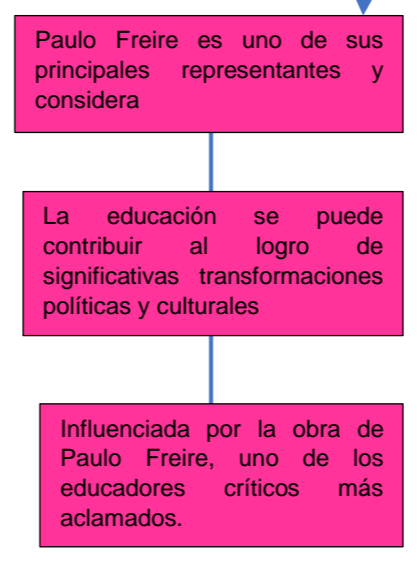 Paulo Freire es uno de sus
principales representantes y
considera
La educación se puede
contribuir al logro de
significativas transformaciones
políticas y culturales
Influenciada por la obra de
Paulo Freire, uno de los
educadores críticos más
aclamados.